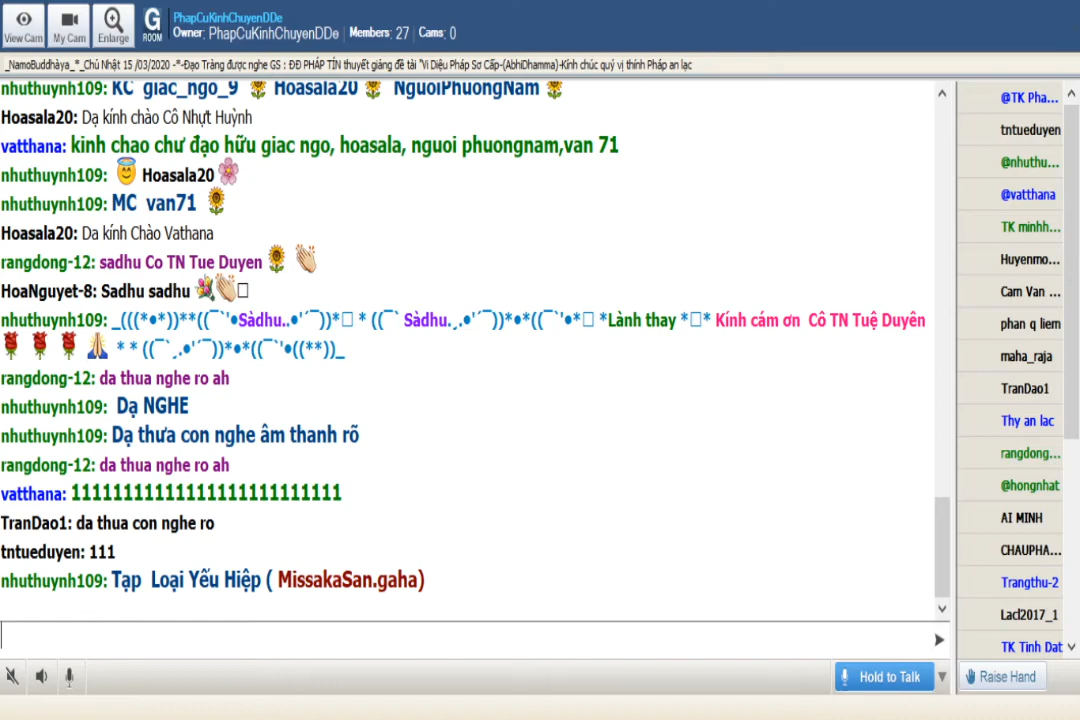 PhapCuKinhChuyenDDe
View Cam My Cam Enlarge G ROOM Owner: PhapCuKinhChuyenDDe Members: 27 Cams: 0
_NamoBuddhàya_*_Chủ Nhật 15 /03/2020 -*-Đạo Tràng được nghe GS : ĐĐ PHÁP TÍN thuyết giảng đề tài "Vi Diệu Pháp Sơ Cấp-(AbhiDhamma)-Kính chúc quý vị thính Pháp an lạc
nhuthuynh109: KC giac_ngo_9 🌻 Hoasala20 🌻 NguoiPhuongNam 🌻
Hoasala20: Dạ kính chào Cô Nhựt Huỳnh
vatthana: kinh chao chư đạo hữu giac ngo, hoasala, nguoi phuongnam,van 71
nhuthuynh109: 😇 Hoasala20 🌸
nhuthuynh109: MC van71 🌻
Hoasala20: Da kính Chào Vathana
rangdong-12: sadhu Co TN Tue Duyen 🌻 👏
HoaNguyet-8: Sadhu sadhu 💐👏□
nhuthuynh109: _(((*•*))**((¯`'•Sàdhu..•'´¯))*□ * ((¯` Sàdhu.¸.•'´¯))*•*((¯`'•*□ *Lành thay *□* Kính cám ơn Cô TN Tuệ Duyên
🌹 🌹 🌹 🙏 * * ((¯`¸.•'´¯))*•*((¯`'•((**))_
rangdong-12: da thua nghe ro ah
nhuthuynh109: Dạ NGHE
nhuthuynh109: Dạ thưa con nghe âm thanh rõ
rangdong-12: da thua nghe ro ah
vatthana: 11111111111111111111111111
TranDao1: da thua con nghe ro
tntueduyen: 111
nhuthuynh109: Tạp Loại Yếu Hiệp ( MissakaSan.gaha)
@TK Pha...
tntueduyen
@nhuthu...
@vatthana
TK minhh...
Huyenmo...
Cam Van ...
phan q liem
maha_raja
TranDao1
Thy an lac
rangdong...
@hongnhat
AI MINH
CHAUPHA...
Trangthu-2
Lacl2017_1
TK Tinh Dat
Hold to Talk
Raise Hand